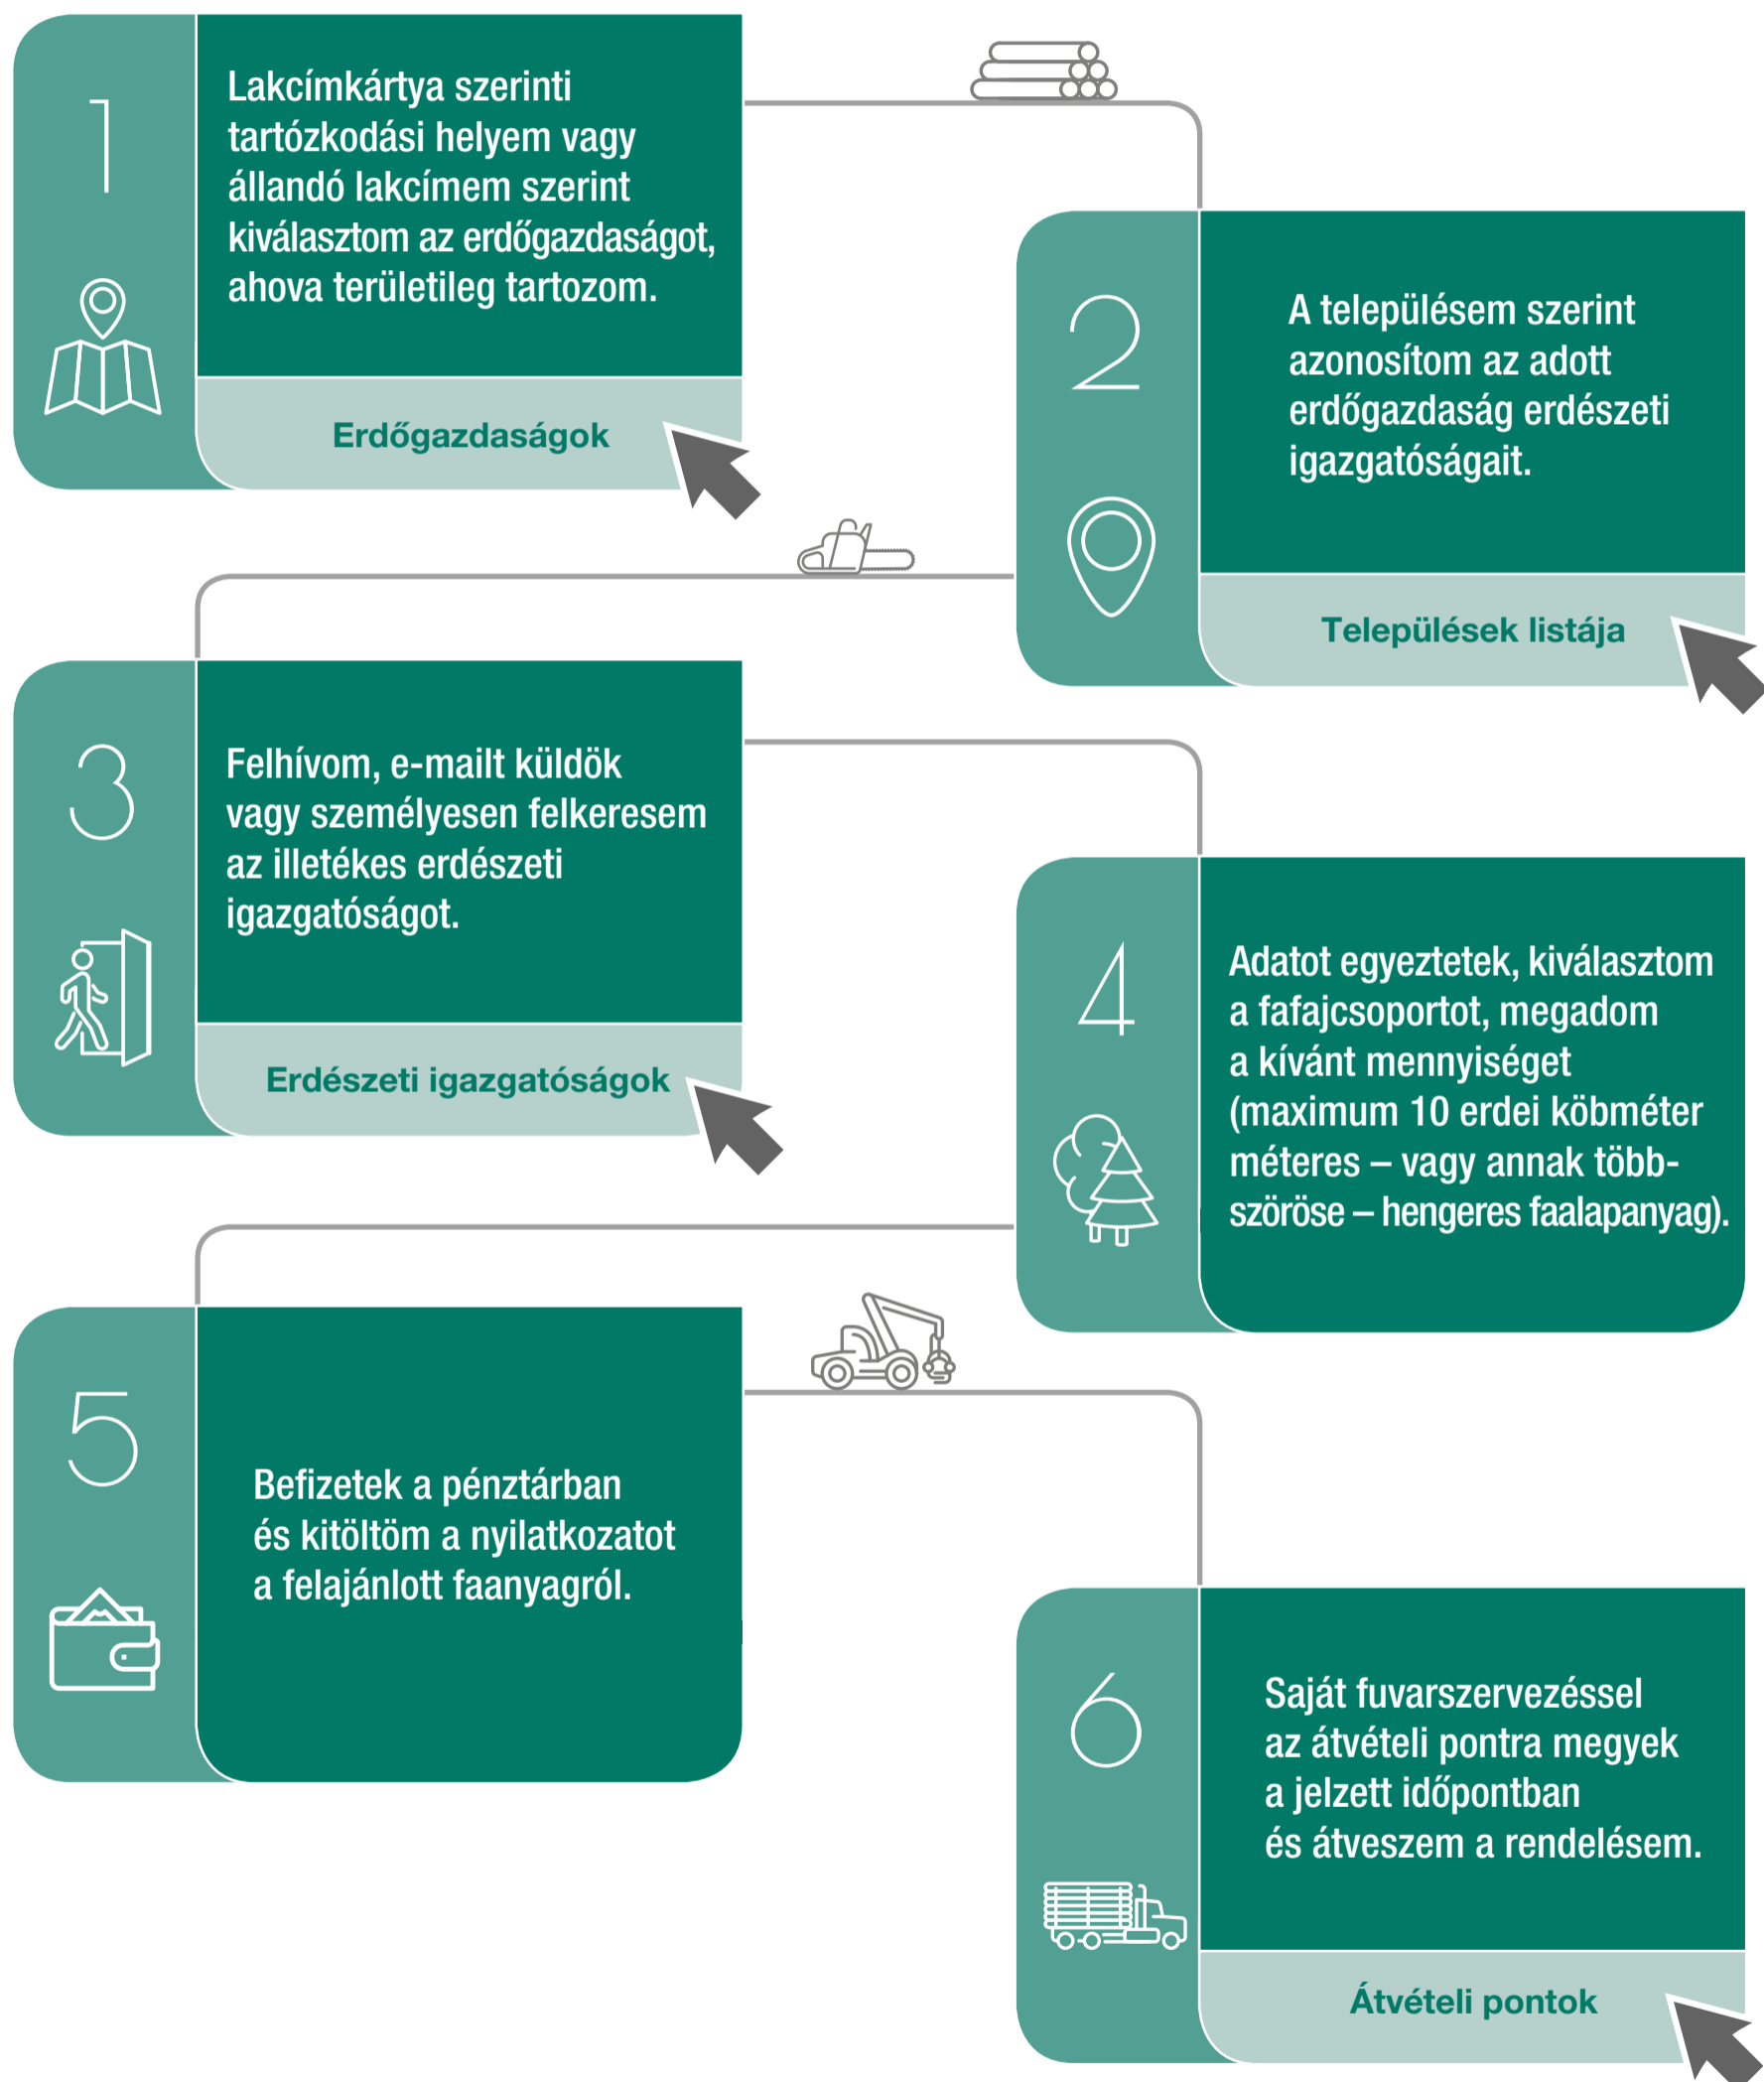 1
Lakcímkártya szerinti
tartózkodási helyem vagy
állandó lakcímem szerint
kiválasztom az erdőgazdaságot,
ahova területileg tartozom.
Erdőgazdaságok
2
A településem szerint
azonosítom az adott
erdőgazdaság erdészeti
igazgatóságait.
Települések listája
3
Felhívom, e-mailt küldök
vagy személyesen felkeresem
az illetékes erdészeti
igazgatóságot.
Erdészeti igazgatóságok
4
Adatot egyeztetek, kiválasztom
a fafajcsoportot, megadom
a kívánt mennyiséget
(maximum 10 erdei köbméter
méteres – vagy annak több-
szöröse – hengeres faalapanyag).
5
Befizetek a pénztárban
és kitöltöm a nyilatkozatot
a felajánlott faanyagról.
6
Saját fuvarszervezéssel
az átvételi pontra megyek
a jelzett időpontban
és átveszem a rendelésem.
Átvételi pontok